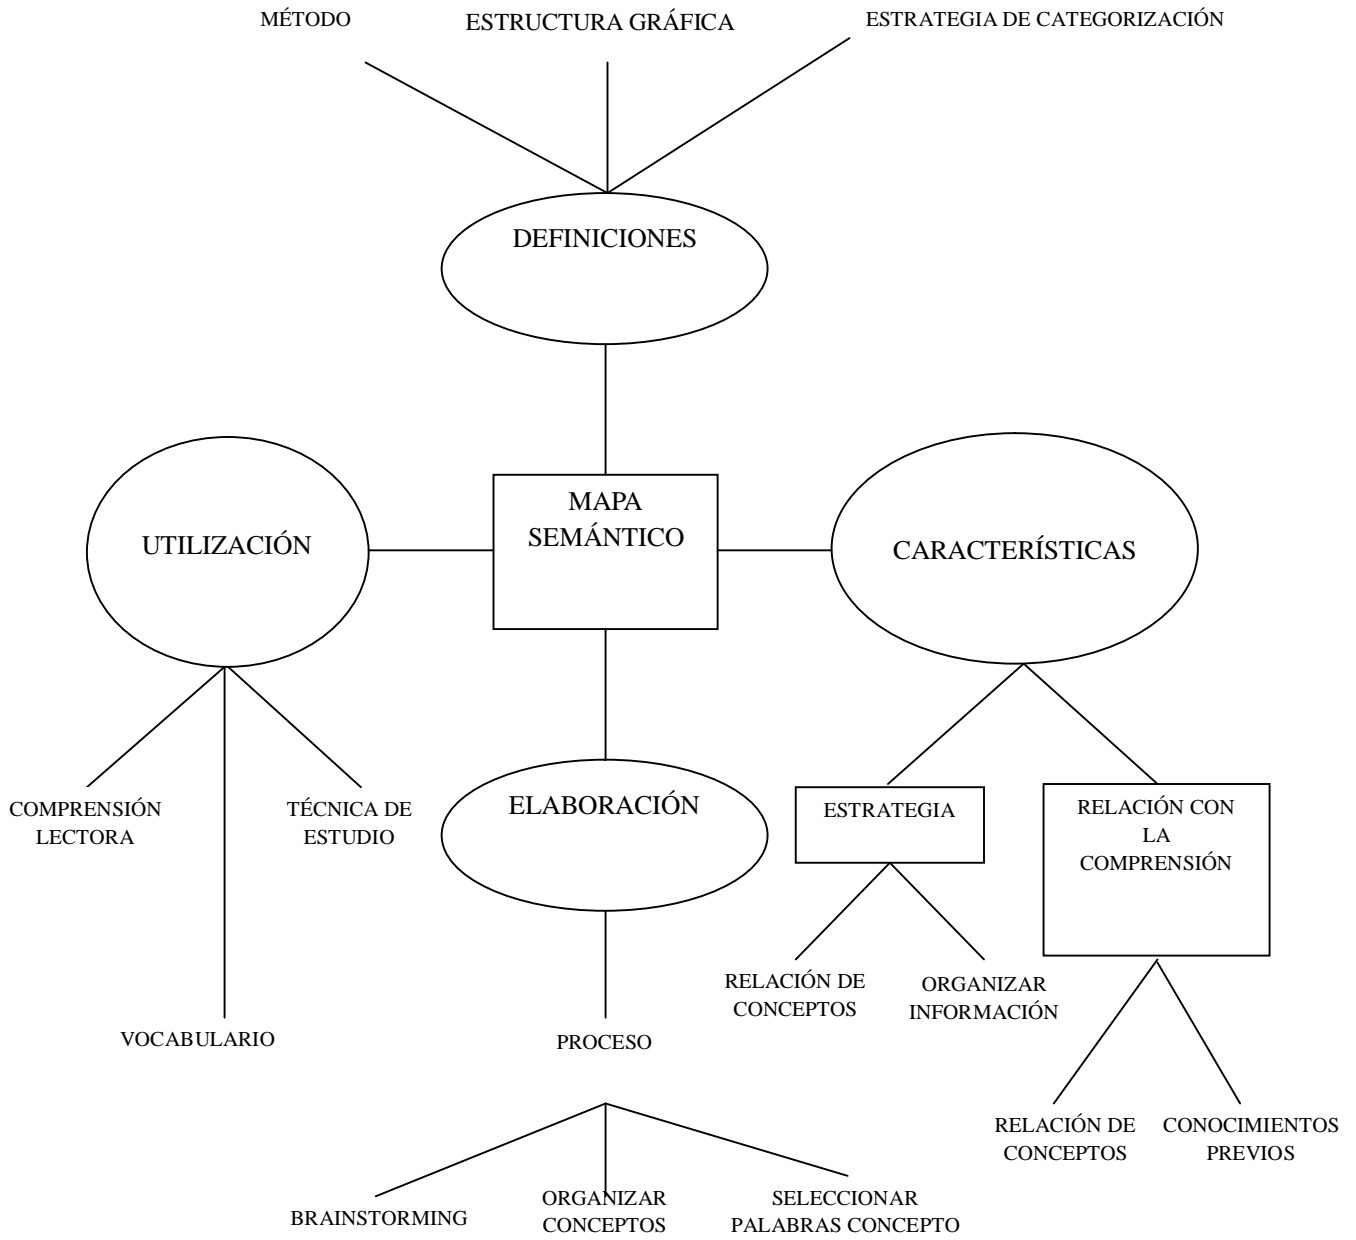 MÉTODO
ESTRUCTURA GRÁFICA
ESTRATEGIA DE CATEGORIZACIÓN
DEFINICIONES
MAPA
SEMÁNTICO
UTILIZACIÓN
CARACTERÍSTICAS
COMPRENSIÓN
LECTORA
TÉCNICA DE
ESTUDIO
ELABORACIÓN
ESTRATEGIA
RELACIÓN CON
LA
COMPRENSIÓN
RELACIÓN DE
CONCEPTOS
ORGANIZAR
INFORMACIÓN
VOCABULARIO
PROCESO
RELACIÓN DE
CONCEPTOS
CONOCIMIENTOS
PREVIOS
BRAINSTORMING
ORGANIZAR
CONCEPTOS
SELECCIONAR
PALABRAS CONCEPTO